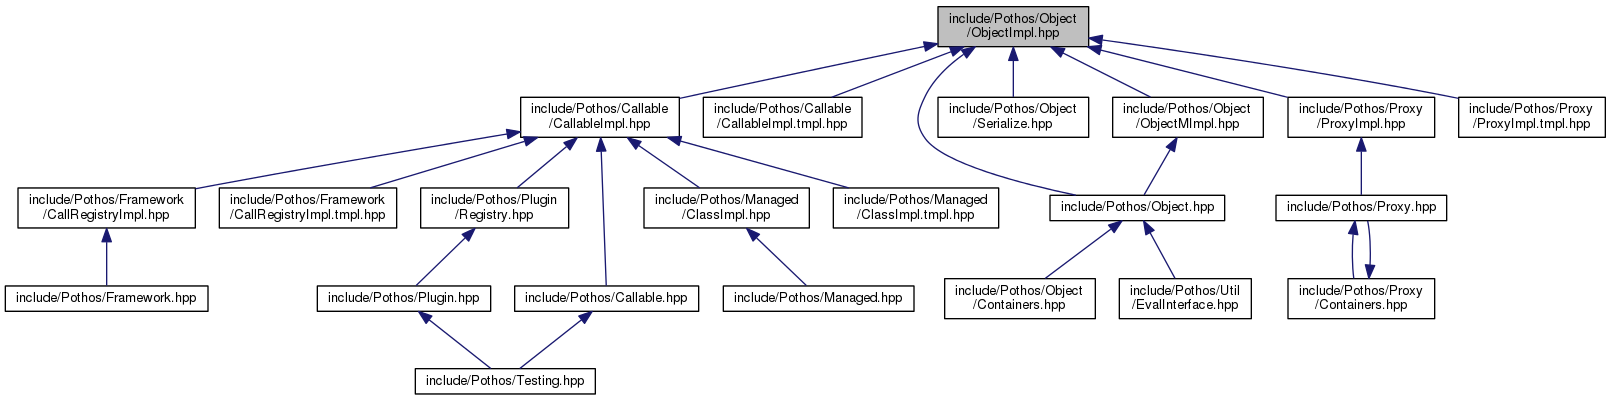 include/Pothos/Object
/ObjectImpl.hpp
include/Pothos/Callable
/CallableImpl.hpp
include/Pothos/Callable
/CallableImpl.tmpl.hpp
include/Pothos/Object
/Serialize.hpp
include/Pothos/Object
/ObjectMImpl.hpp
include/Pothos/Proxy
/ProxyImpl.hpp
include/Pothos/Proxy
/ProxyImpl.tmpl.hpp
include/Pothos/Framework
/CallRegistryImpl.hpp
include/Pothos/Framework
/CallRegistryImpl.tmpl.hpp
include/Pothos/Plugin
/Registry.hpp
include/Pothos/Managed
/ClassImpl.hpp
include/Pothos/Managed
/ClassImpl.tmpl.hpp
include/Pothos/Object.hpp
include/Pothos/Proxy.hpp
include/Pothos/Framework.hpp
include/Pothos/Plugin.hpp
include/Pothos/Callable.hpp
include/Pothos/Managed.hpp
include/Pothos/Object
/Containers.hpp
include/Pothos/Util
/EvalInterface.hpp
include/Pothos/Proxy
/Containers.hpp
include/Pothos/Testing.hpp